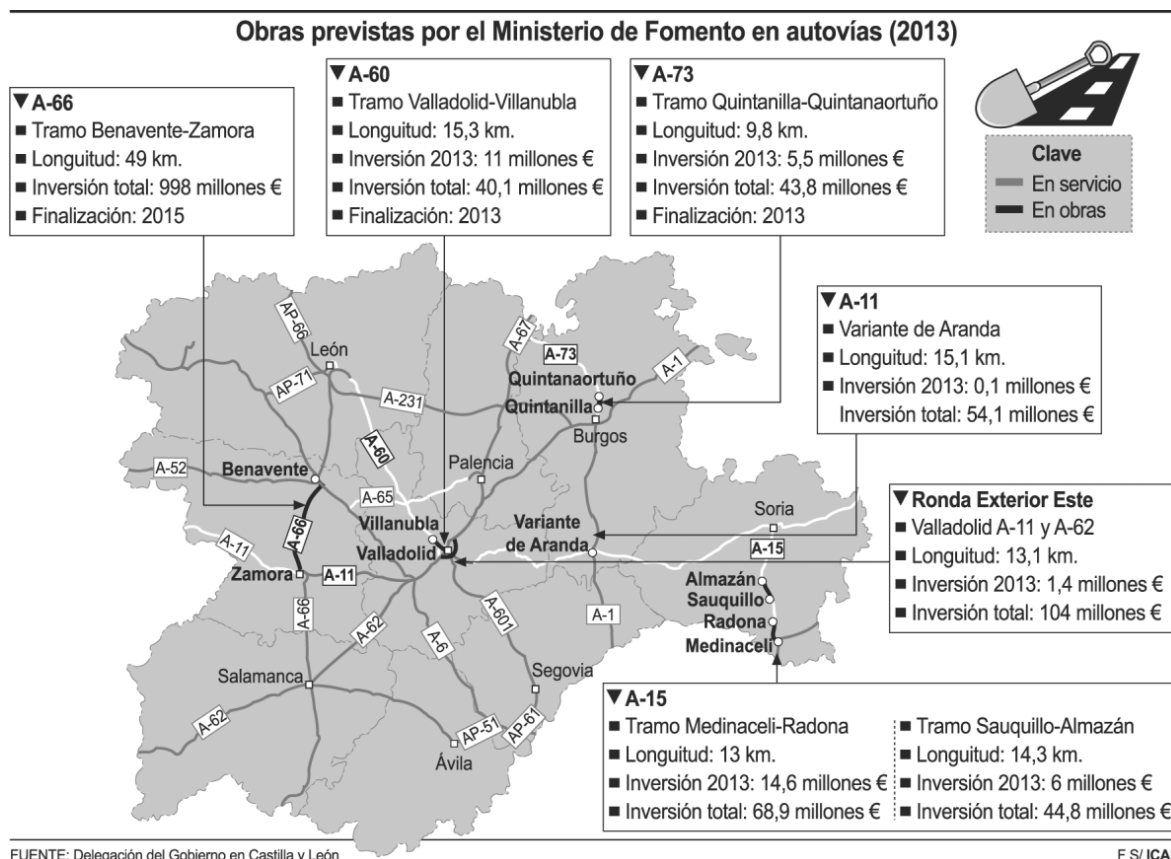 Obras previstas por el Ministerio de Fomento en autovías (2013)
▼ A-66
■ Tramo Benavente-Zamora
■ Longuitud: 49 km.
■ Inversión total: 998 millones €
■ Finalización: 2015
▼ A-60
■ Tramo Valladolid-Villanubla
■ Longuitud: 15,3 km.
■ Inversión 2013: 11 millones €
■ Inversión total: 40,1 millones €
■ Finalización: 2013
▼ A-73
■ Tramo Quintanilla-Quintanaortuño
■ Longuitud: 9,8 km.
■ Inversión 2013: 5,5 millones €
■ Inversión total: 43,8 millones €
■ Finalización: 2013
Clave
En servicio
En obras
▼ A-11
■ Variante de Aranda
■ Longuitud: 15,1 km.
■ Inversión 2013: 0,1 millones €
Inversión total: 54,1 millones €
▼ Ronda Exterior Este
■ Valladolid A-11 y A-62
■ Longuitud: 13,1 km.
■ Inversión 2013: 1,4 millones €
■ Inversión total: 104 millones €
▼ A-15
■ Tramo Medinaceli-Radona
■ Longuitud: 13 km.
■ Inversión 2013: 14,6 millones €
■ Inversión total: 68,9 millones €
■ Tramo Sauquillo-Almazán
■ Longuitud: 14,3 km.
■ Inversión 2013: 6 millones €
■ Inversión total: 44,8 millones €
AP-66
A-67
A-73
A-1
León
AP-71
Quintanaortuño
A-231
Quintanilla
Burgos
A-60
A-52
Benavente
Palencia
A-65
A-66
Villanubla
Valladolid
Variante
de Aranda
Soria
A-15
A-11
Zamora
A-11
Almazán
Sauquillo
Radona
Medinaceli
A-66
A-62
A-6
A-601
A-1
Salamanca
Segovia
A-62
AP-51
AP-61
Ávila
FUENTE: Delegación del Gobierno en Castilla y León
F.S/ ICAL